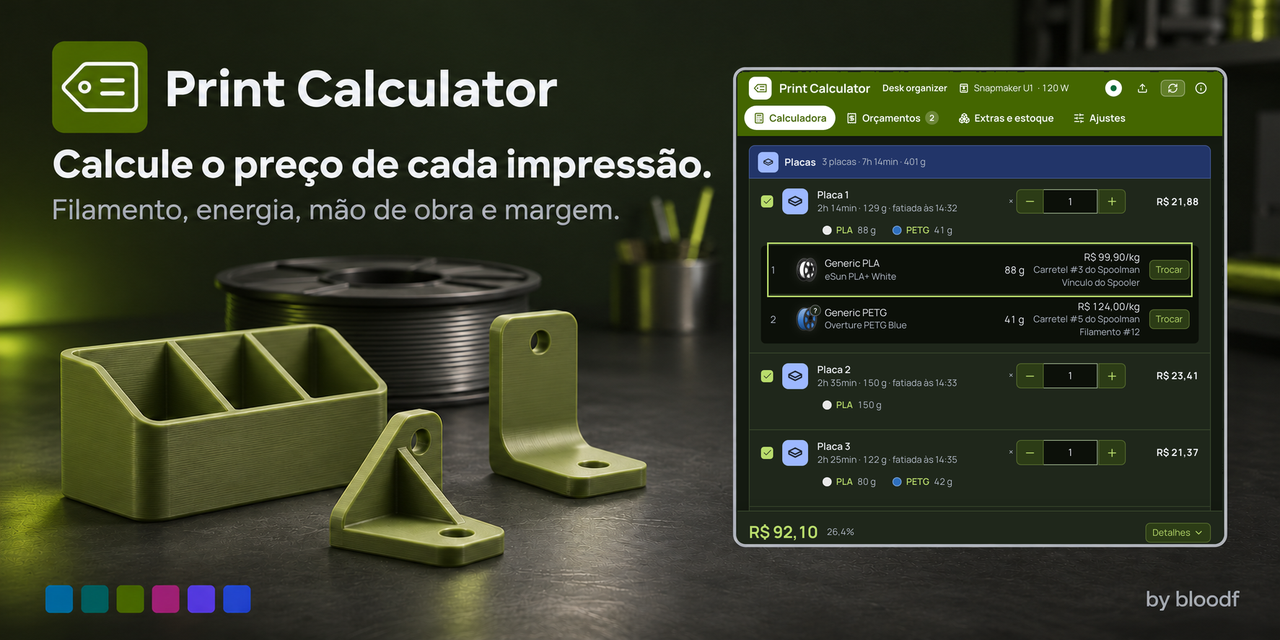 Print Calculator
Calcule o preço de cada impressão.
Filamento, energia, mão de obra e margem.
Print Calculator Desk organizer Snapmaker U1 · 120 W
Calculadora Orçamentos 2 Extras e estoque Ajustes
Placas 3 placas · 7h 14min · 401 g
Placa 1
2h 14min · 129 g · fatiada às 14:32
× − 1 + R$ 21,88
PLA 88 g PETG 41 g
1 Generic PLA
eSun PLA+ White
88 g
R$ 99,90/kg
Carretel #3 do Spoolman
Vinculo do Spooler
Trocar
2 Generic PETG
Overture PETG Blue
41 g
R$ 124,00/kg
Carretel #5 do Spoolman
Filamento #12
Trocar
Placa 2
2h 35min · 150 g · fatiada às 14:33
× − 1 + R$ 23,41
PLA 150 g
Placa 3
2h 25min · 122 g · fatiada às 14:35
× − 1 + R$ 21,37
PLA 80 g PETG 42 g
R$ 92,10 26,4% Detalhes
by bloodf